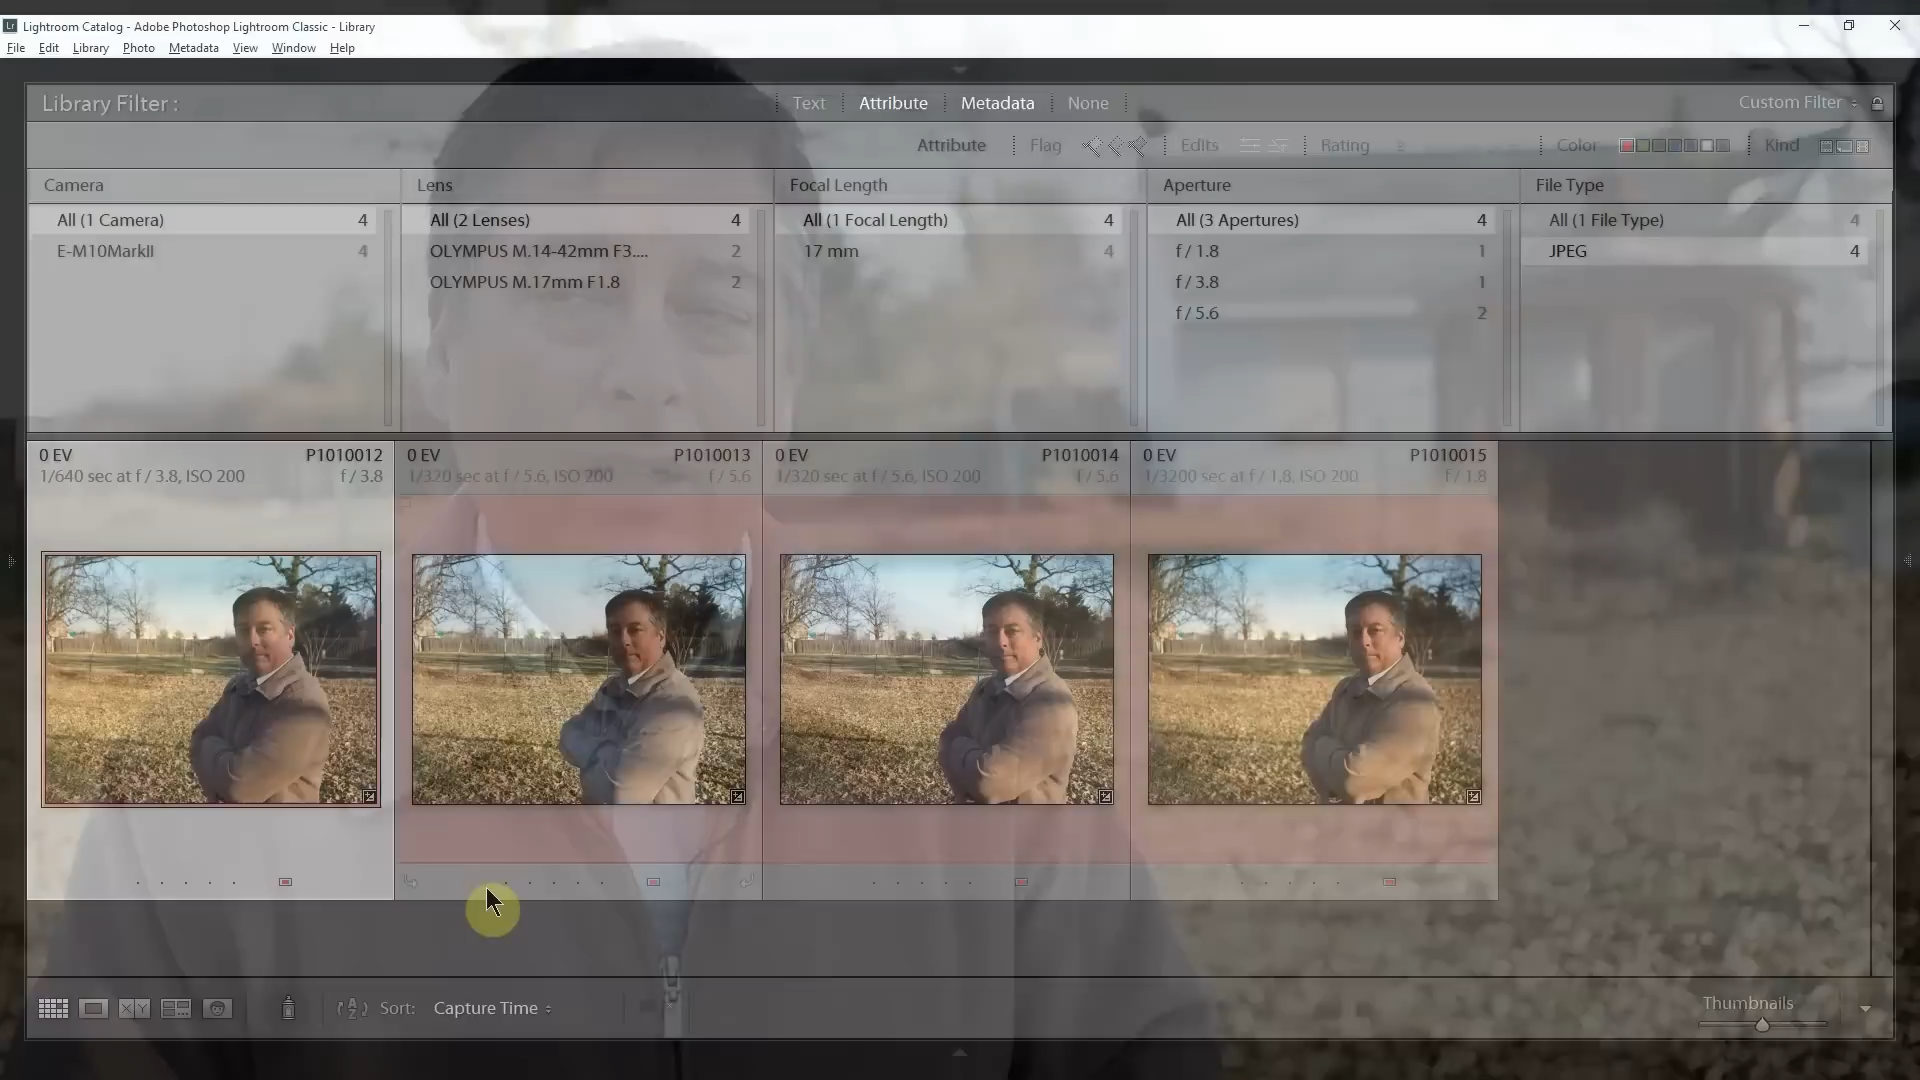 Lr Lightroom Catalog - Adobe Photoshop Lightroom Classic - Library
File Edit Library Photo Metadata View Window Help
Library Filter : Text Attribute Metadata None Custom Filter
Attribute Flag Edits Rating Color Kind
Camera Lens Focal Length Aperture File Type
All (1 Camera) 4 All (2 Lenses) 4 All (1 Focal Length) 4 All (3 Apertures) 4 All (1 File Type) 4
E-M10MarkII 4 OLYMPUS M.14-42mm F3.... 2 17 mm 4 f / 1.8 1 JPEG 4
OLYMPUS M.17mm F1.8 2 f / 3.8 1
f / 5.6 2
0 EV P1010012 0 EV P1010013 0 EV P1010014 0 EV P1010015
1/640 sec at f / 3.8, ISO 200 f / 3.8 1/320 sec at f / 5.6, ISO 200 f / 5.6 1/320 sec at f / 5.6, ISO 200 f / 5.6 1/3200 sec at f / 1.8, ISO 200 f / 1.8
XY Sort: Capture Time Thumbnails